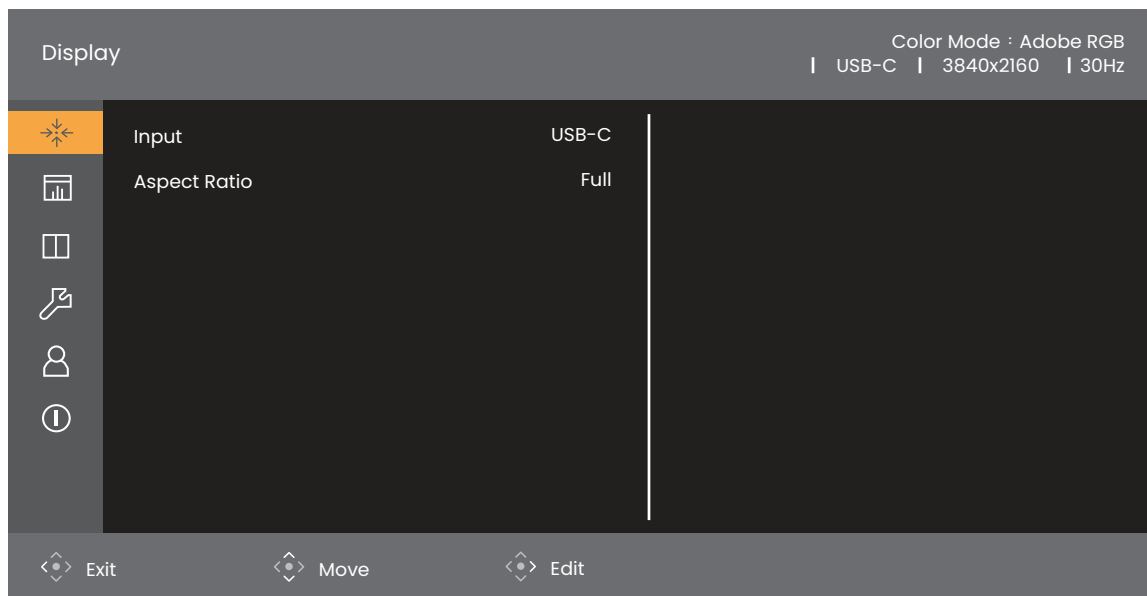 Display
Color Mode：Adobe RGB
| USB-C | 3840x2160 | 30Hz
Input USB-C
Aspect Ratio Full
Exit Move Edit